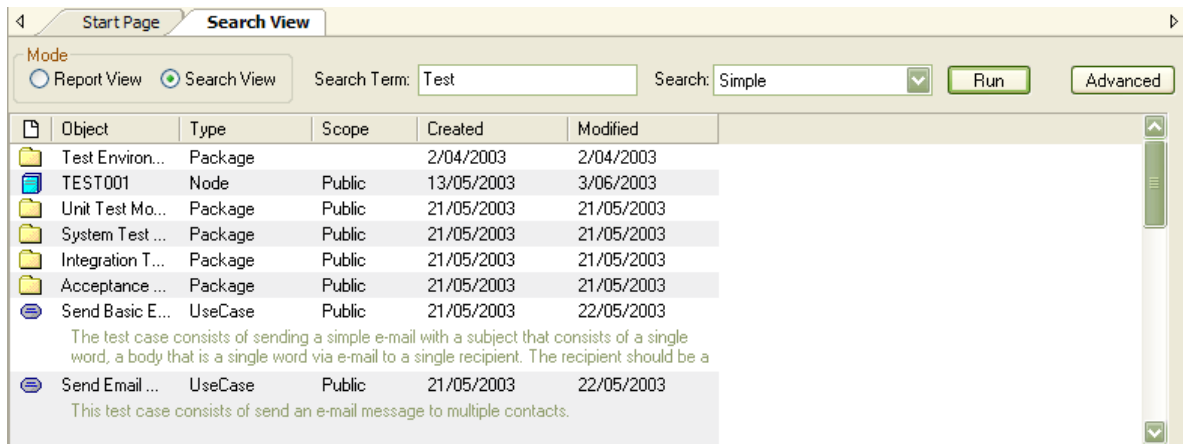 Start Page Search View
Mode
Report View Search View Search Term: Test Search: Simple Run Advanced
Object Type Scope Created Modified
Test Environ... Package 2/04/2003 2/04/2003
TEST001 Node Public 13/05/2003 3/06/2003
Unit Test Mo... Package Public 21/05/2003 21/05/2003
System Test ... Package Public 21/05/2003 21/05/2003
Integration T... Package Public 21/05/2003 21/05/2003
Acceptance ... Package Public 21/05/2003 21/05/2003
Send Basic E... UseCase Public 21/05/2003 22/05/2003
The test case consists of sending a simple e-mail with a subject that consists of a single
word, a body that is a single word via e-mail to a single recipient. The recipient should be a
Send Email ... UseCase Public 21/05/2003 22/05/2003
This test case consists of send an e-mail message to multiple contacts.